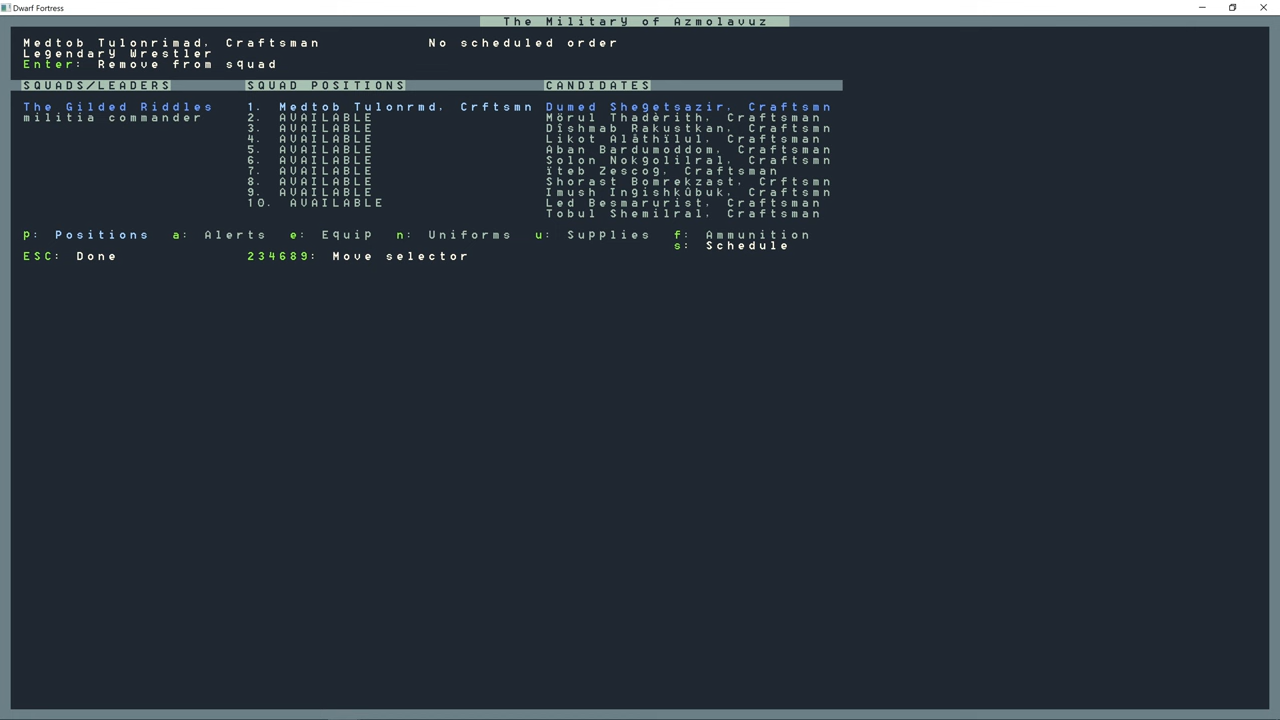 Dwarf Fortress
The Military of Azmolavuz
Medtob Tulonrimad, Craftsman No scheduled order
Legendary Wrestler
Enter: Remove from squad
SQUADS/LEADERS SQUAD POSITIONS CANDIDATES
The Gilded Riddles 1. Medtob Tulonrmd, Crftsmn Dumed Shegetsazir, Craftsmn
militia commander 2. AVAILABLE Mörul Thadèrith, Craftsman
3. AVAILABLE Dîshmab Rakustkan, Craftsmn
4. AVAILABLE Likot Alåthïlul, Craftsman
5. AVAILABLE Aban Bardumoddom, Craftsman
6. AVAILABLE Solon Nokgolilral, Craftsmn
7. AVAILABLE ïteb Zescog, Craftsman
8. AVAILABLE Shorast Bomrekzast, Crftsmn
9. AVAILABLE Imush Ingishkûbuk, Craftsmn
10. AVAILABLE Led Besmarurist, Craftsman
Tobul Shemilral, Craftsman
p: Positions a: Alerts e: Equip n: Uniforms u: Supplies f: Ammunition
s: Schedule
ESC: Done 234689: Move selector